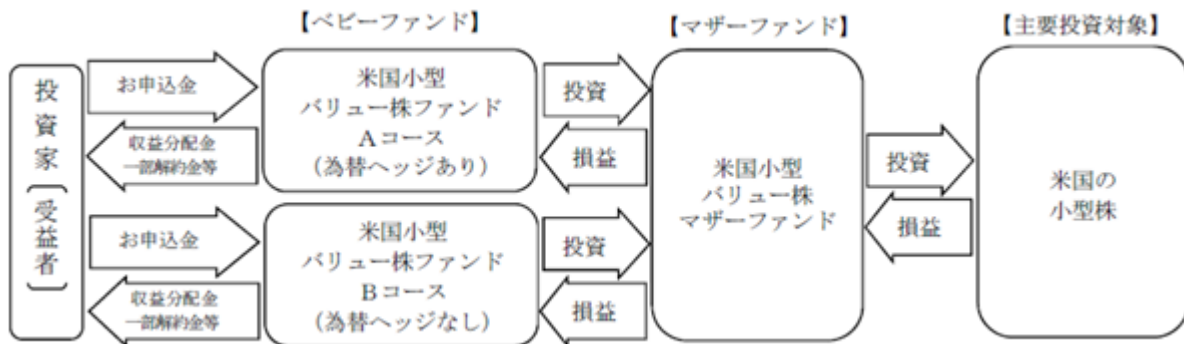 【ベビーファンド】
【マザーファンド】
【主要投資対象】
投資家
〔受益者〕
お申込金
収益分配金
一部解約金等
お申込金
収益分配金
一部解約金等
米国小型
バリュー株ファンド
Aコース
(為替ヘッジあり)
米国小型
バリュー株ファンド
Bコース
(為替ヘッジなし)
投資
損益
投資
損益
米国小型
バリュー株
マザーファンド
投資
損益
米国の
小型株